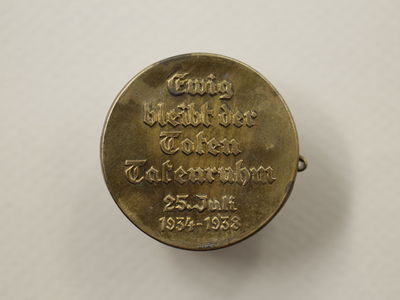 Ewig
bleibt der
Toten
Tatenruhm
25. Juli
1934-1938